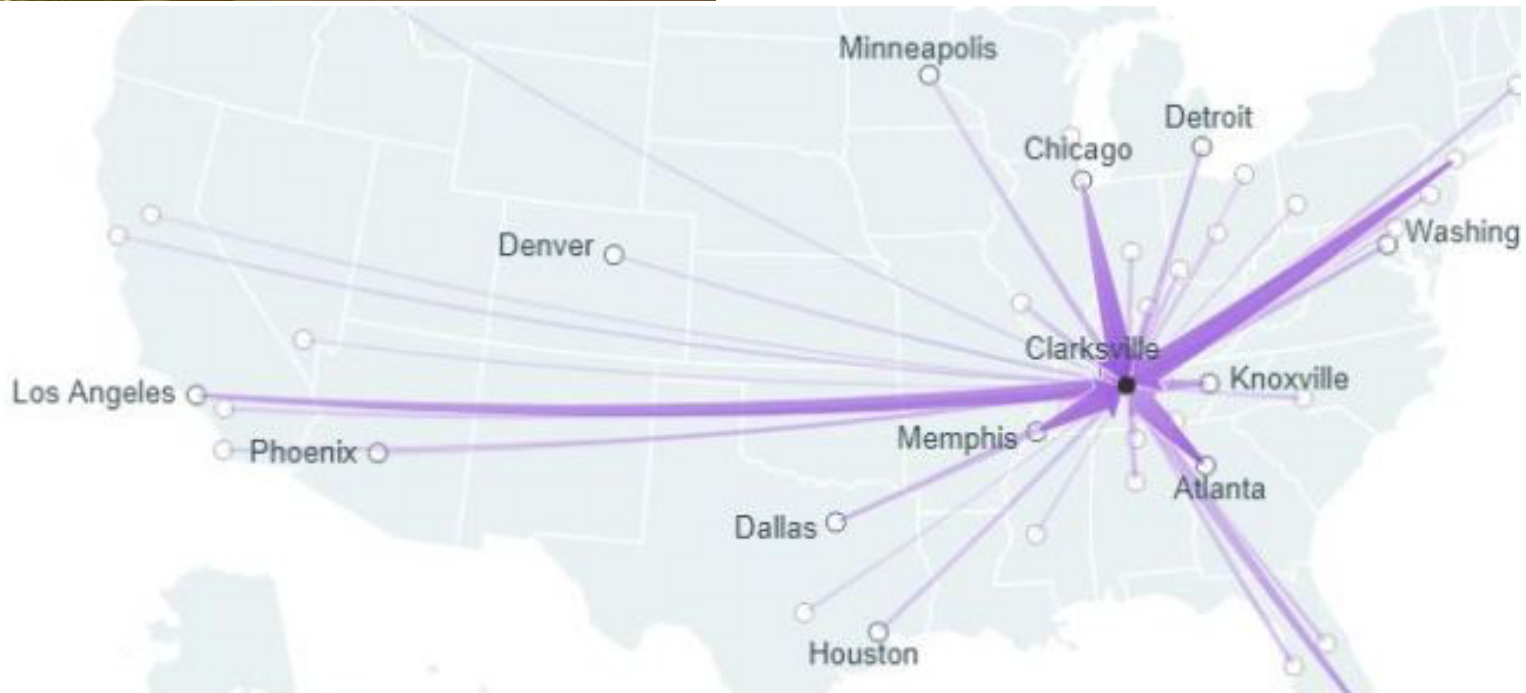 Minneapolis
Detroit
Chicago
Washing
Denver
Clarksville
Knoxville
Los Angeles
Memphis
Phoenix
Atlanta
Dallas
Houston